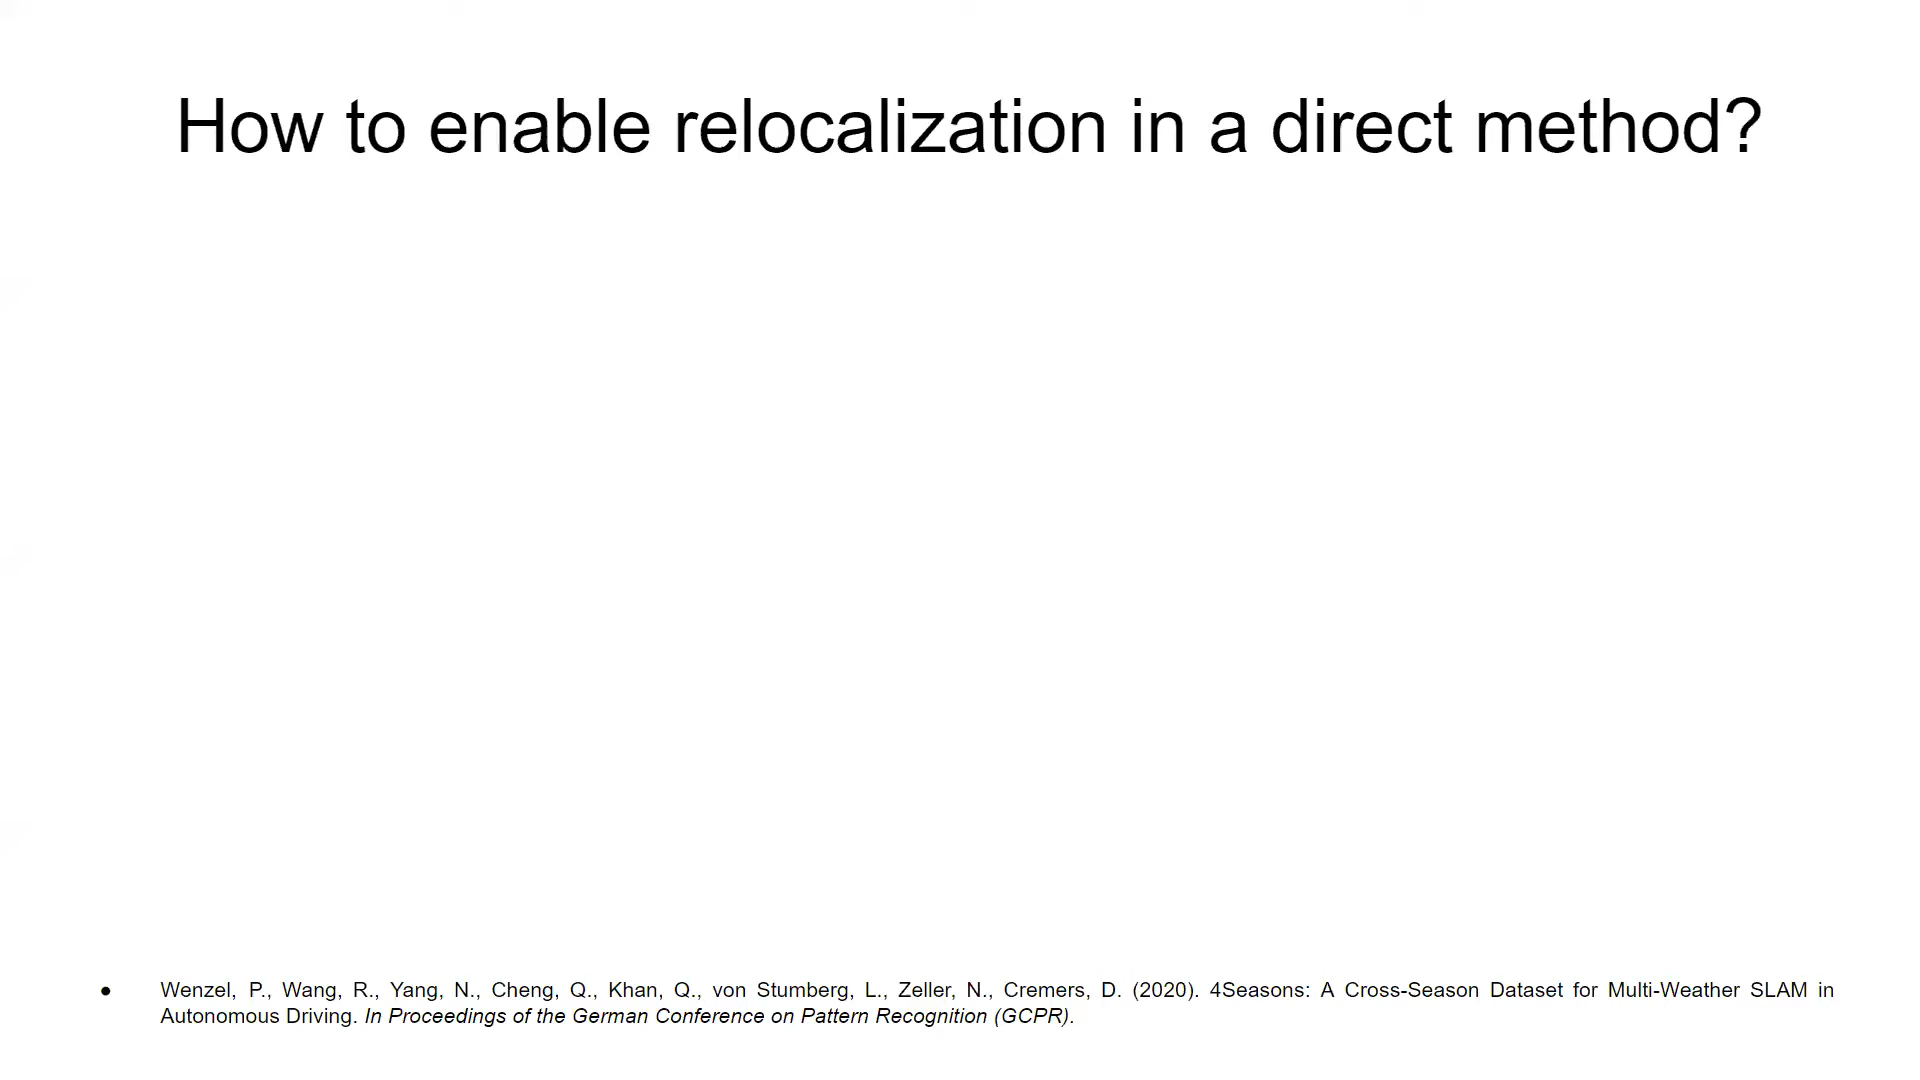 How to enable relocalization in a direct method?
● Wenzel, P., Wang, R., Yang, N., Cheng, Q., Khan, Q., von Stumberg, L., Zeller, N., Cremers, D. (2020). 4Seasons: A Cross-Season Dataset for Multi-Weather SLAM in
Autonomous Driving. In Proceedings of the German Conference on Pattern Recognition (GCPR).